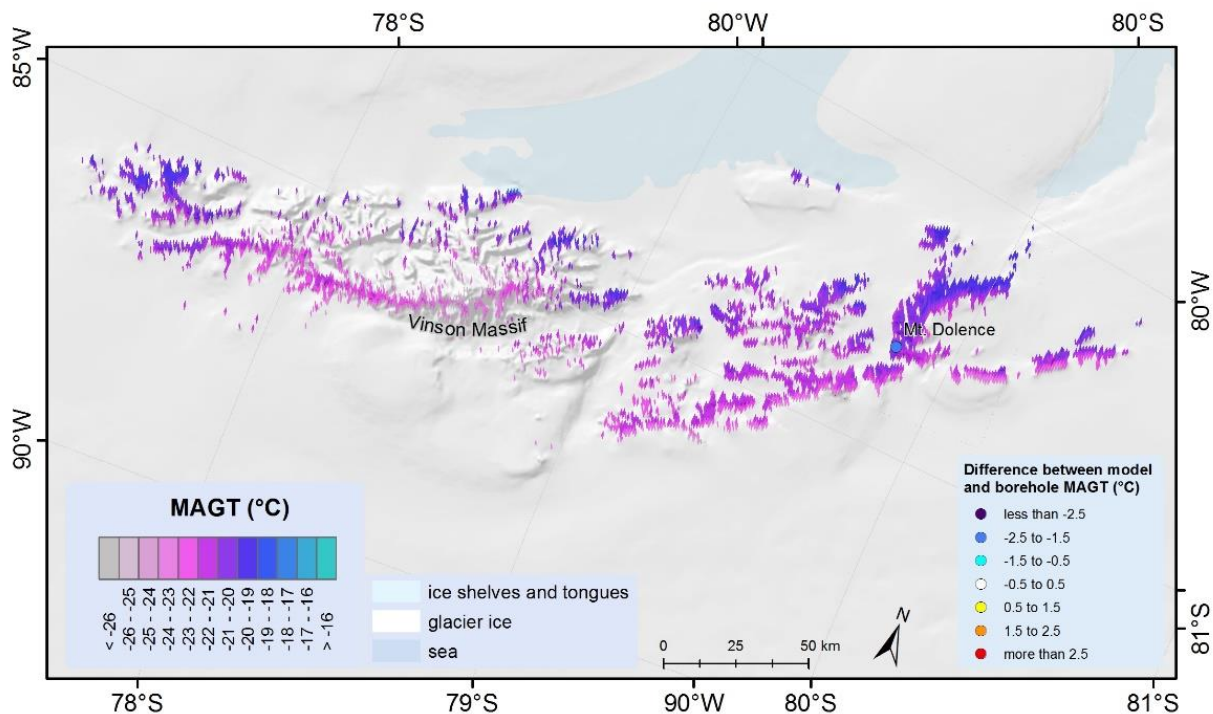 78°S 80°W 80°S
85°W
Vinson Massif
Mt. Dolence
80°W
90°W
MAGT (°C)
< -26
-26 - -25
-25 - -24
-24 - -23
-23 - -22
-22 - -21
-21 - -20
-20 - -19
-19 - -18
-18 - -17
-17 - -16
> -16
ice shelves and tongues
glacier ice
sea
0 25 50 km
N
Difference between model
and borehole MAGT (°C)
less than -2.5
-2.5 to -1.5
-1.5 to -0.5
-0.5 to 0.5
0.5 to 1.5
1.5 to 2.5
more than 2.5
81°S
78°S 79°S 90°W 80°S 81°S